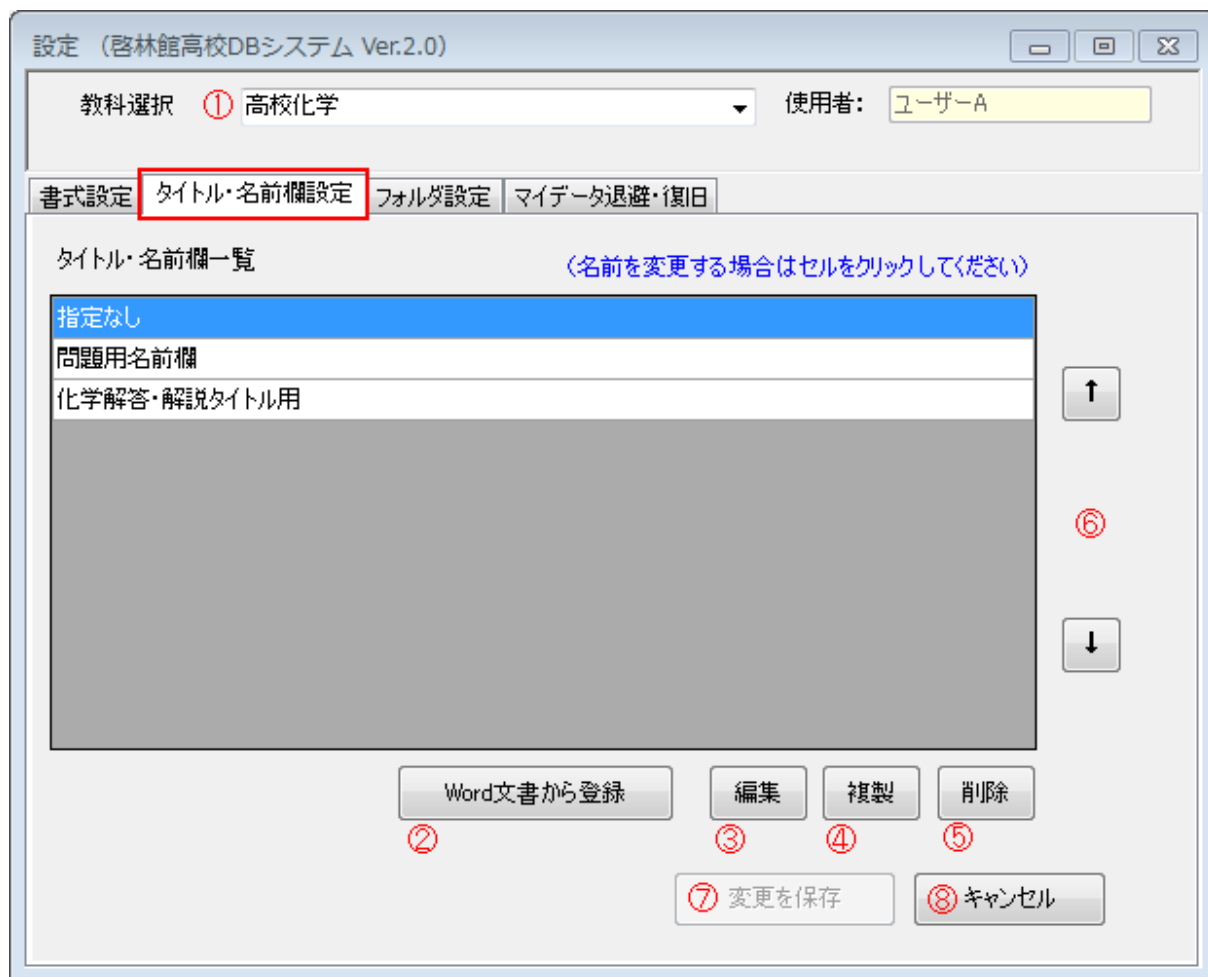 設定 （啓林館高校DBシステム Ver.2.0）
教科選択 ① 高校化学 使用者： ユーザーA
書式設定 タイトル・名前欄設定 フォルダ設定 マイデータ退避・復旧
タイトル・名前欄一覧 （名前を変更する場合はセルをクリックしてください）
指定なし
問題用名前欄
化学解答・解説タイトル用
↑
⑥
↓
Word文書から登録 編集 複製 削除
② ③ ④ ⑤
⑦ 変更を保存 ⑧ キャンセル